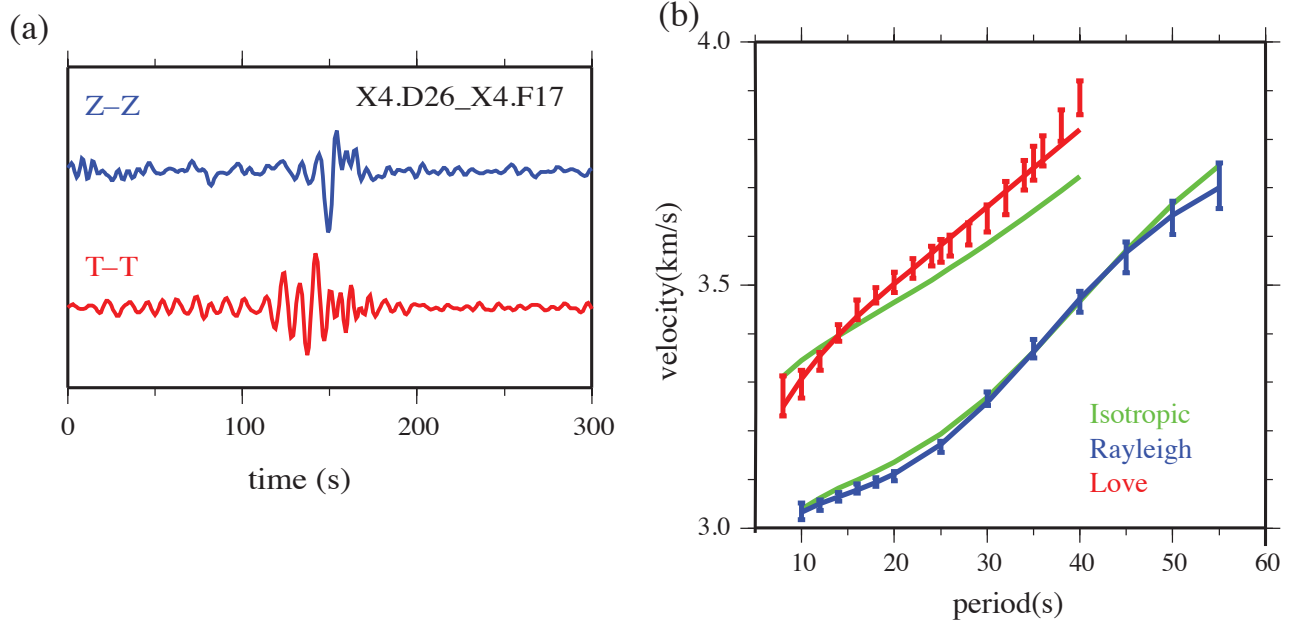 (a)
Z–Z
X4.D26_X4.F17
T–T
0 100 200 300
time (s)
(b)
4.0
3.5
3.0
velocity(km/s)
Isotropic
Rayleigh
Love
10 20 30 40 50 60
period(s)